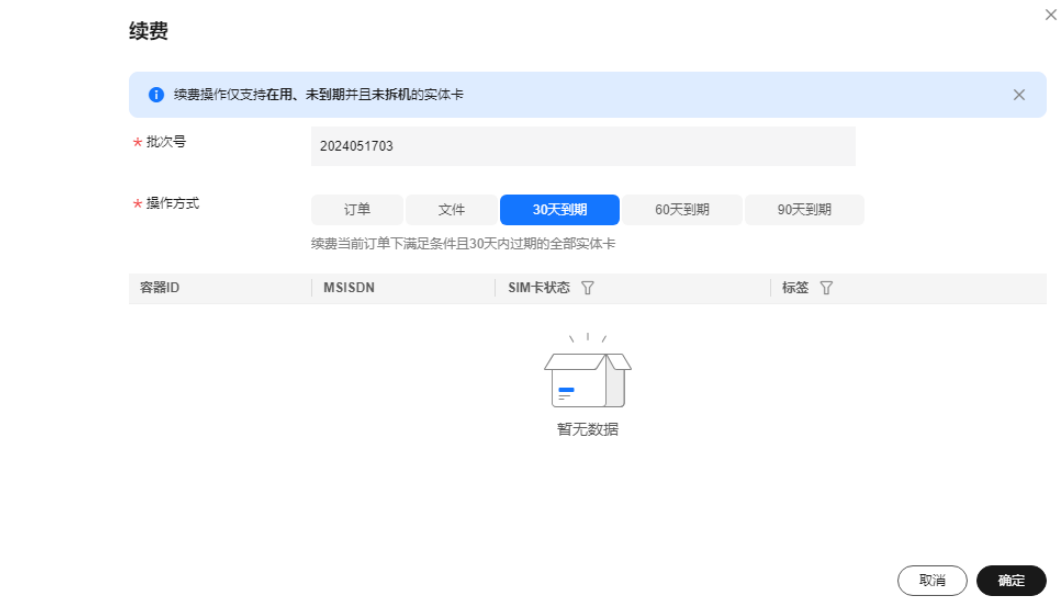 续费
续费操作仅支持在用、未到期并且未拆机的实体卡
* 批次号
2024051703
* 操作方式
订单 文件 30天到期 60天到期 90天到期
续费当前订单下满足条件且30天内过期的全部实体卡
容器ID MSISDN SIM卡状态 标签
暂无数据
取消 确定